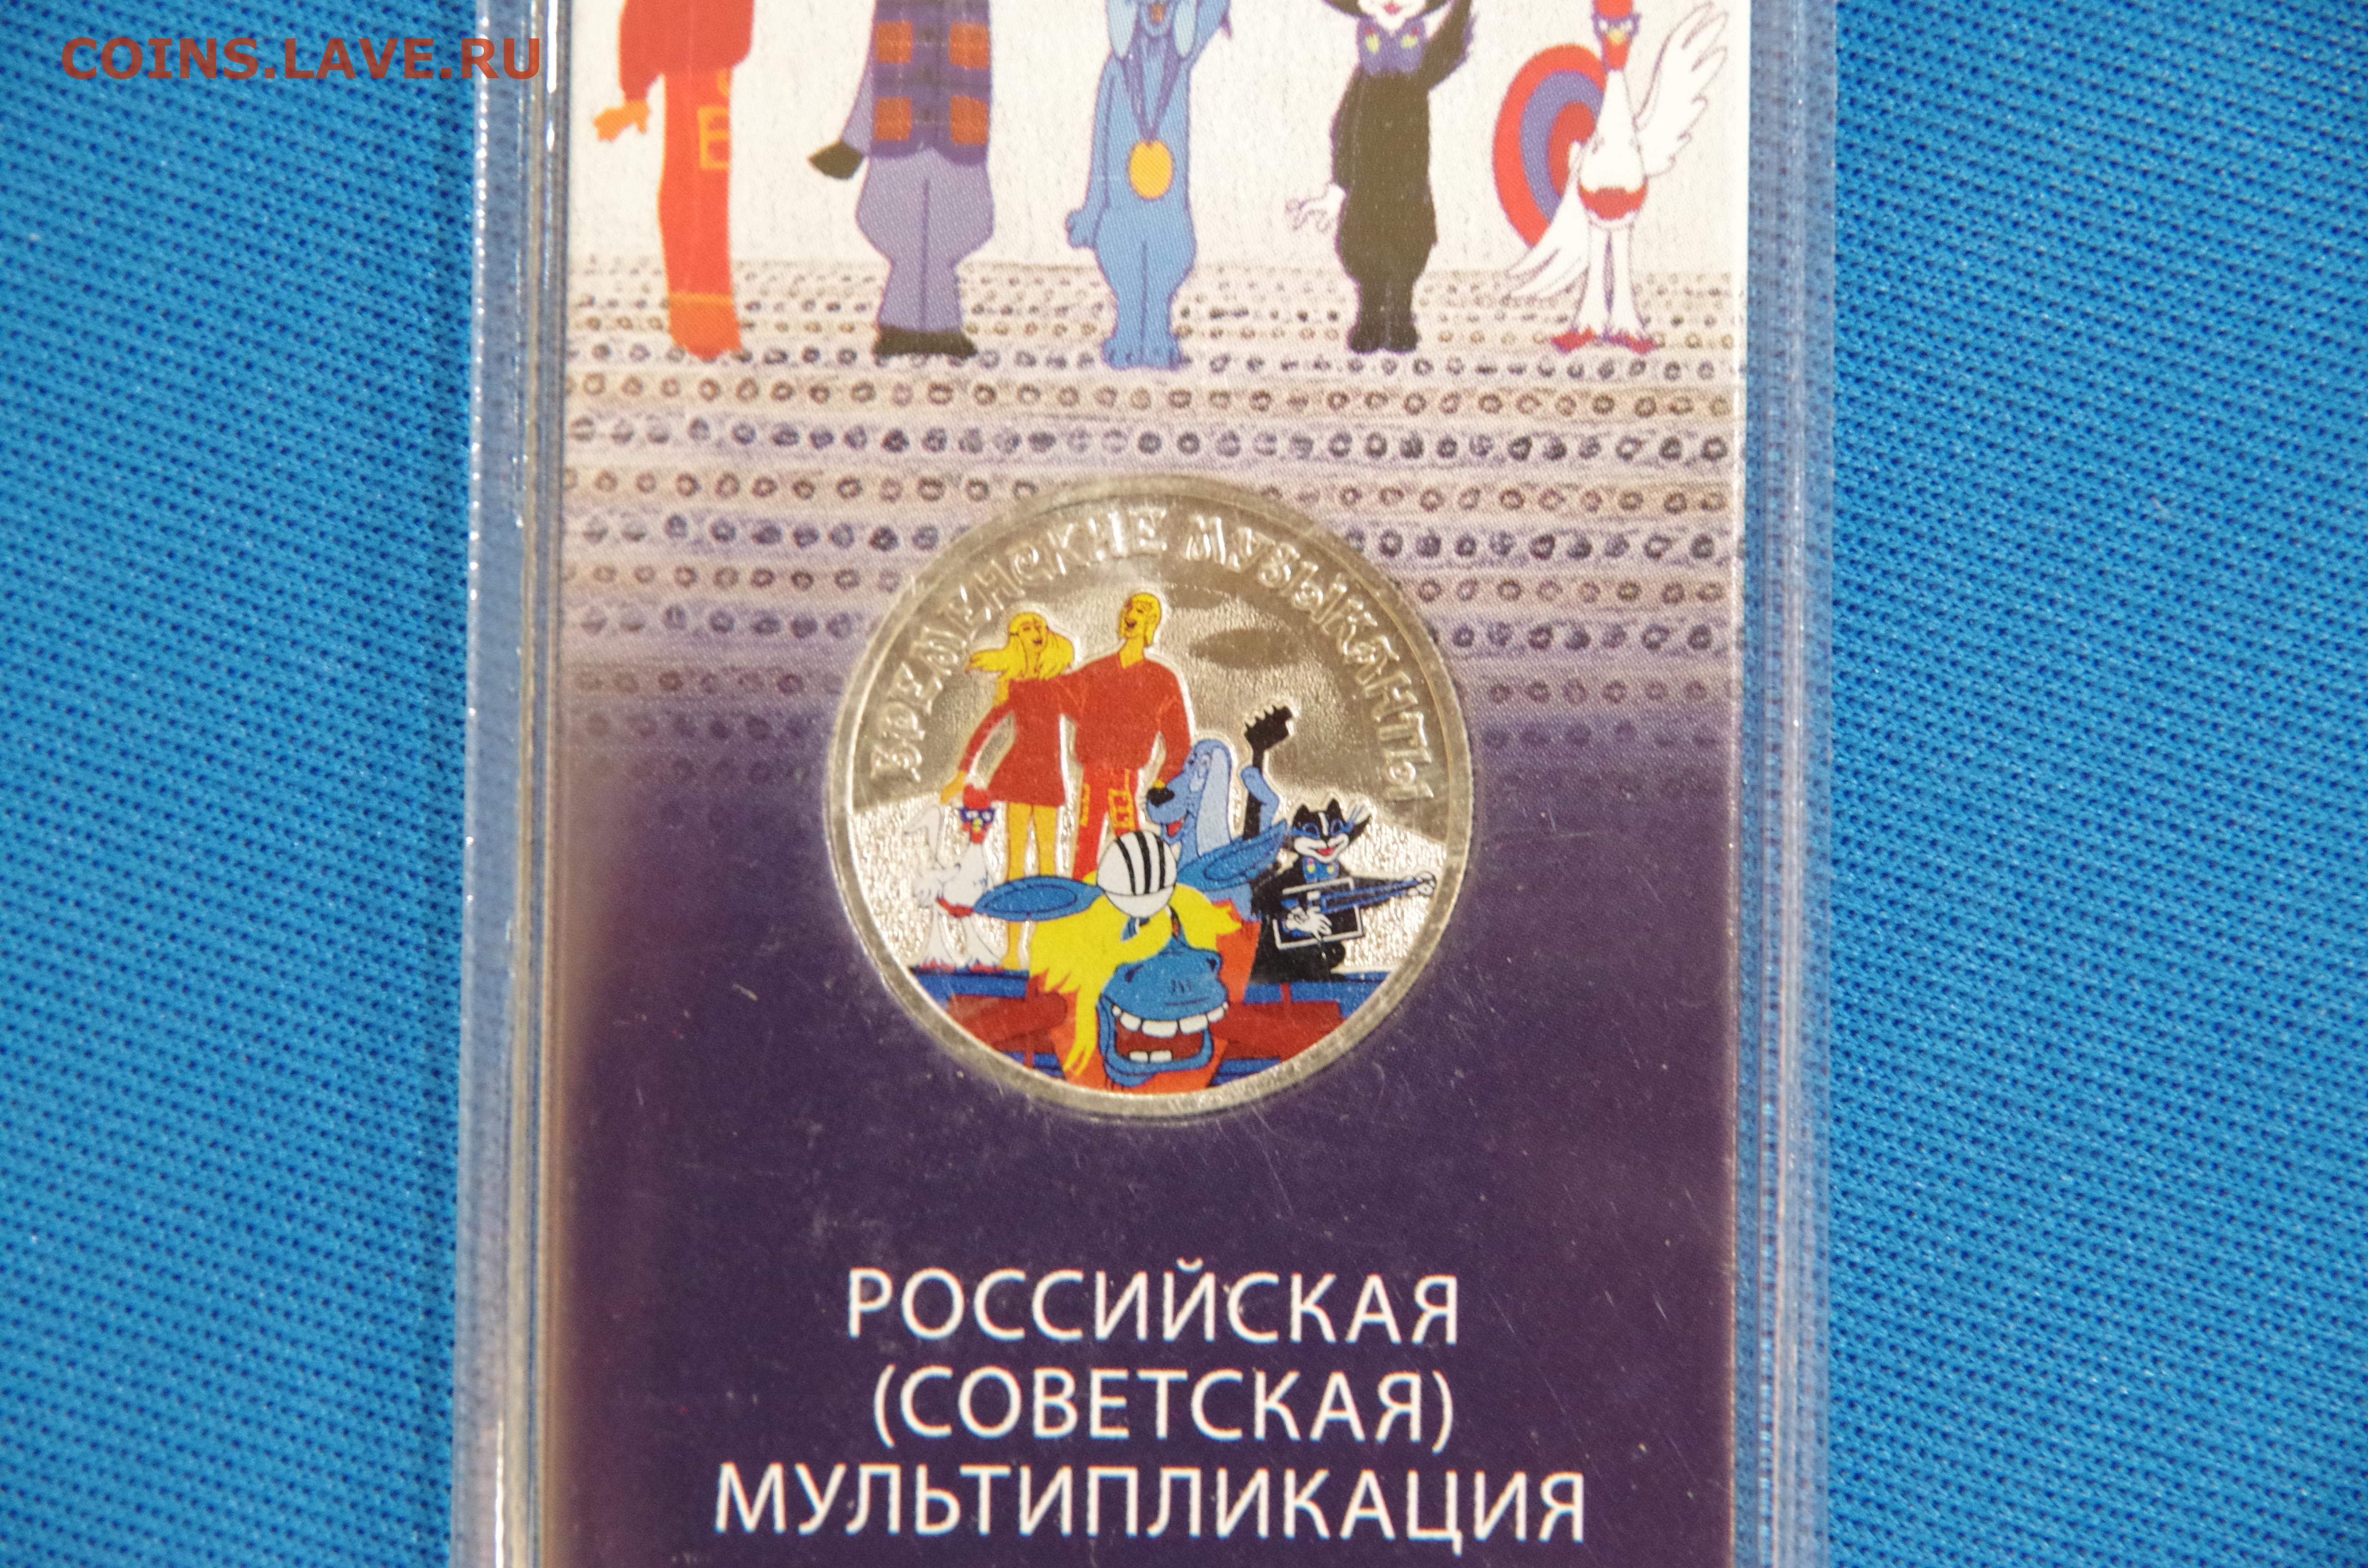 COINS.LAVE.RU
БРЕМЕНСКИЕ МУЗЫКАНТЫ
РОССИЙСКАЯ
(СОВЕТСКАЯ)
МУЛЬТИПЛИКАЦИЯ